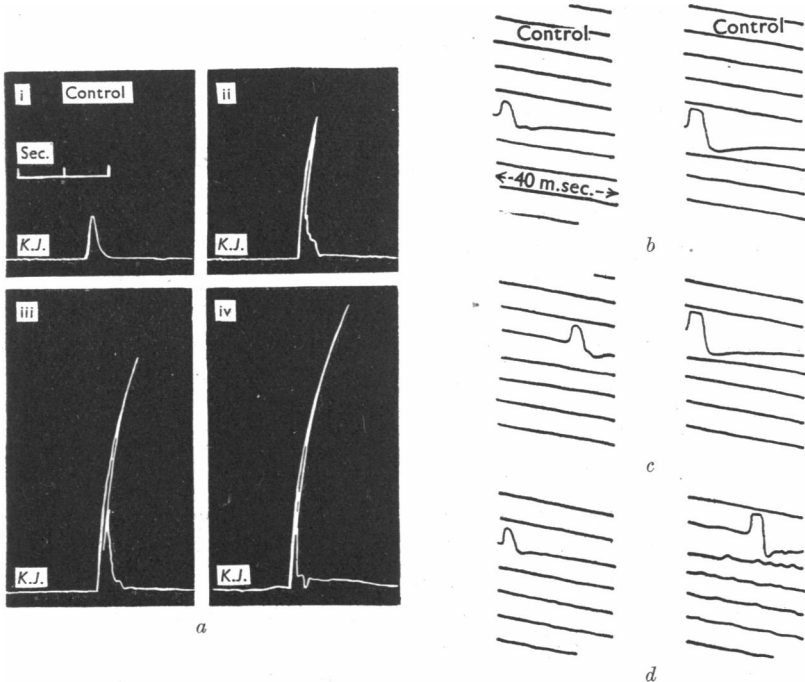 i Control
Sec.
K.J.
ii
K.J.
iii
K.J.
iv
K.J.
a
Control
Control
←-40 m.sec.-→
b
c
d